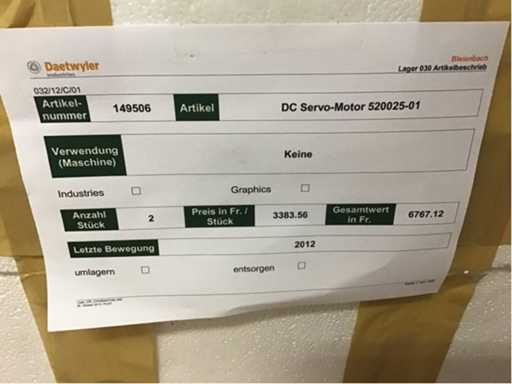 Daetwyler
Industries
Bleienbach
Lager 030 Artikelbeschrieb
032/12/C/01
Artikel-
nummer
149506
Artikel
DC Servo-Motor 520025-01
Verwendung
(Maschine)
Keine
Industries
Graphics
Anzahl
Stück
2
Preis in Fr. /
Stück
3383.56
Gesamtwert
in Fr.
6767.12
Letzte Bewegung
2012
umlagern
entsorgen